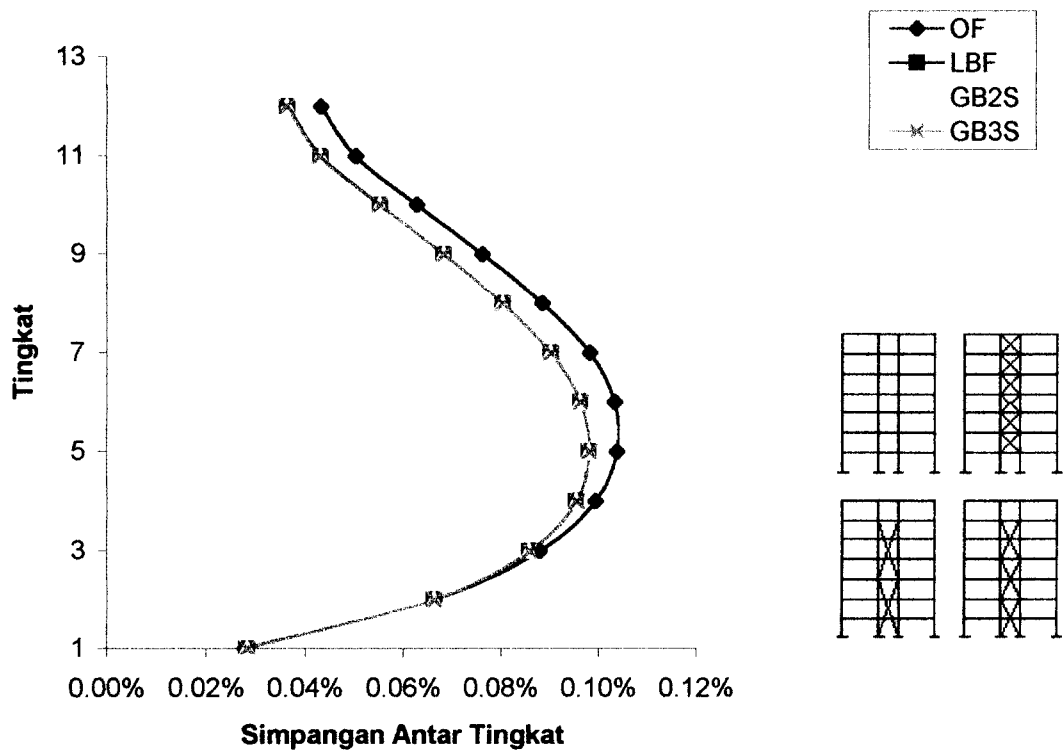 OF
LBF
GB2S
GB3S
13
11
9
7
5
3
1
Tingkat
0.00% 0.02% 0.04% 0.06% 0.08% 0.10% 0.12%
Simpangan Antar Tingkat